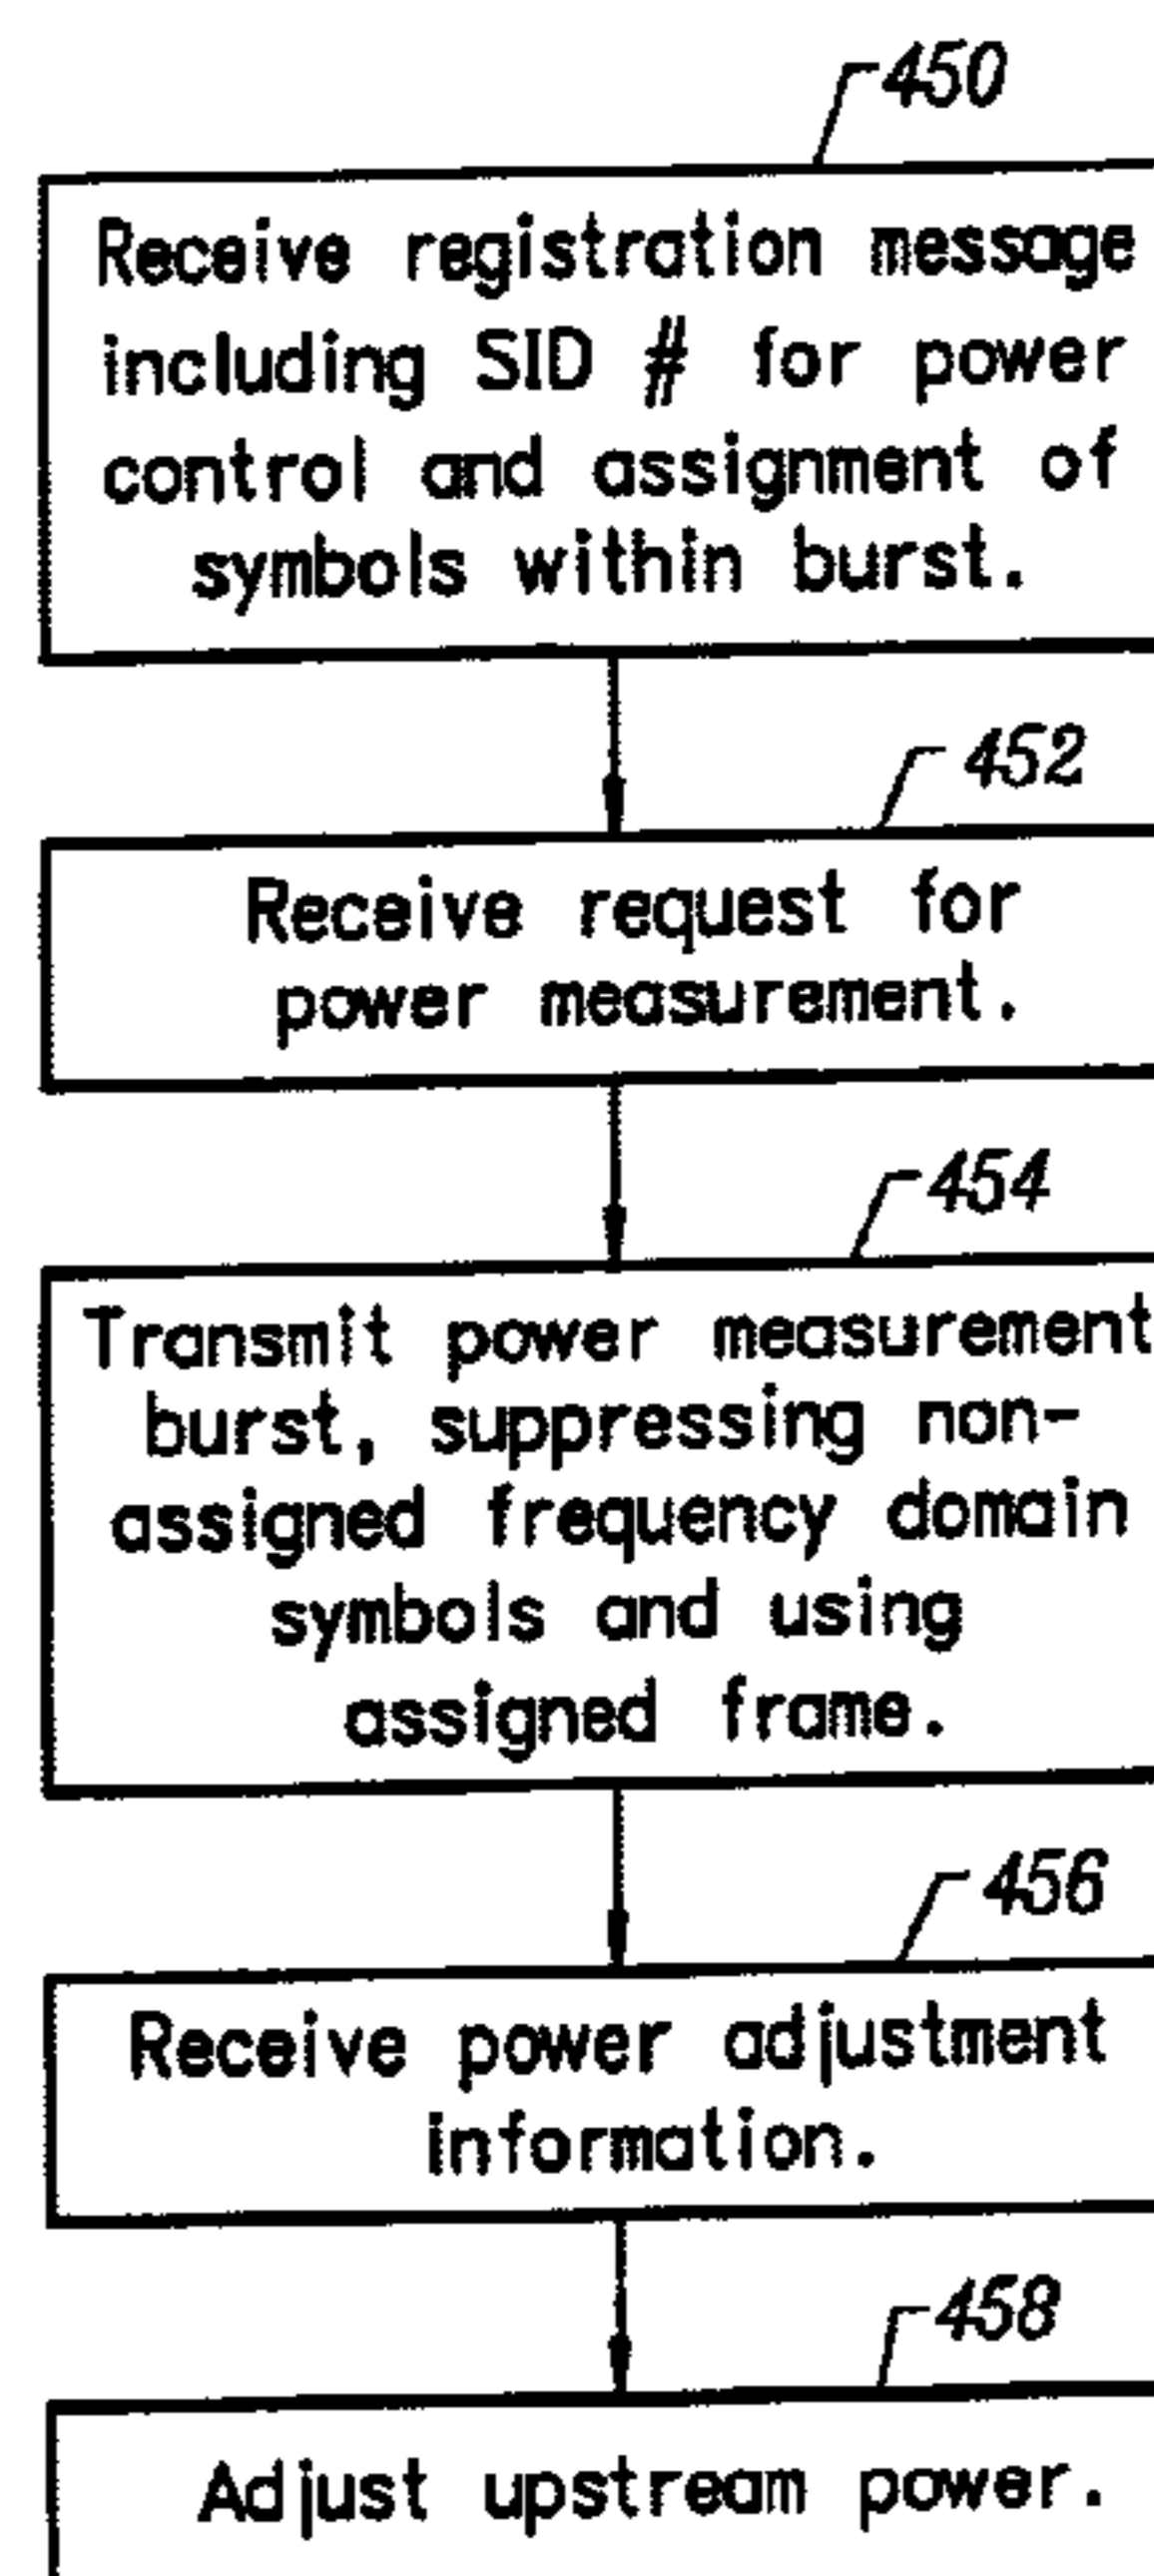 450
Receive registration message
including SID # for power
control and assignment of
symbols within burst.
452
Receive request for
power measurement.
454
Transmit power measurement
burst, suppressing non-
assigned frequency domain
symbols and using
assigned frame.
456
Receive power adjustment
information.
458
Adjust upstream power.